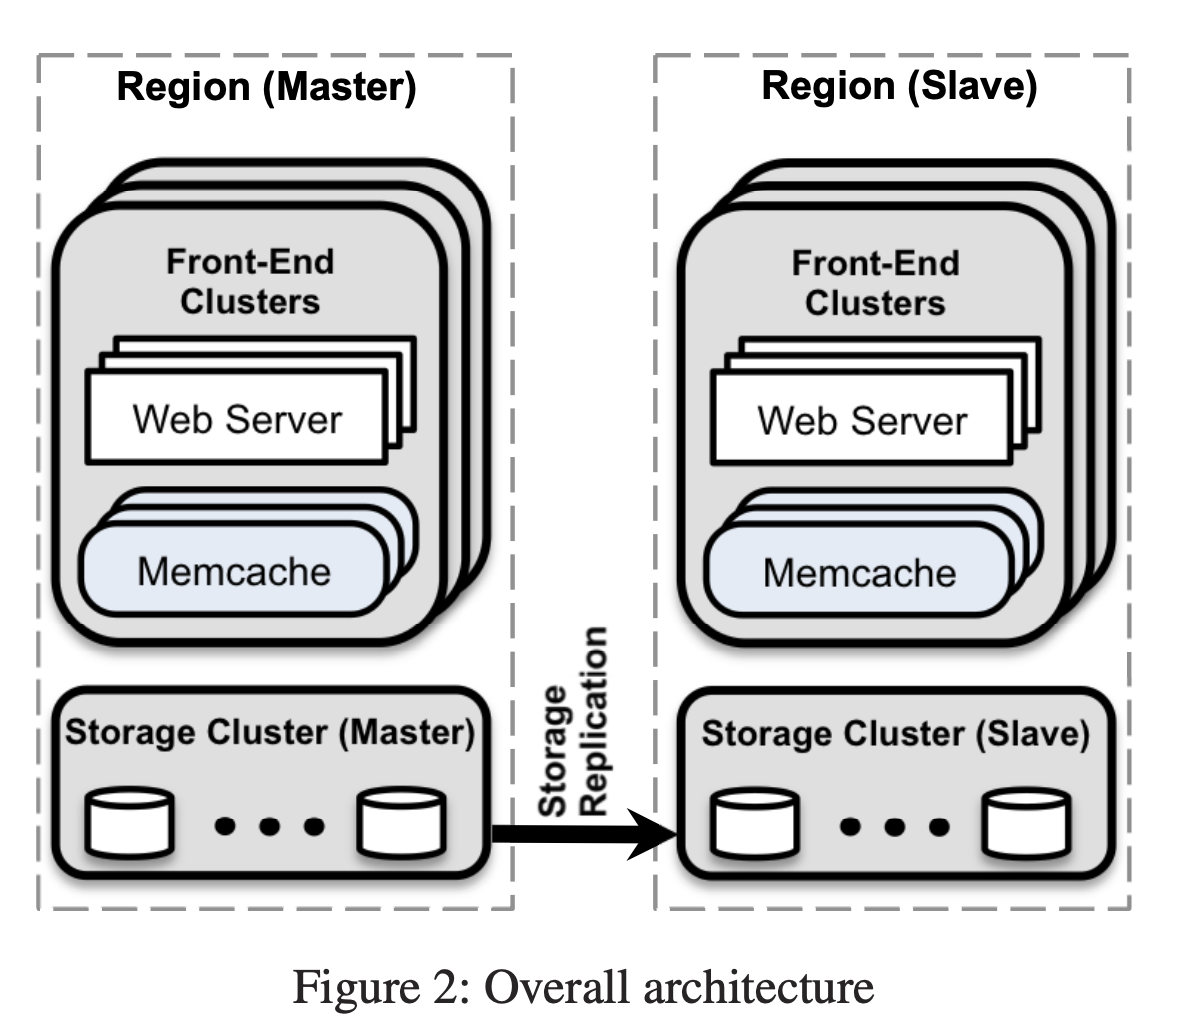 Region (Master)
Front-End
Clusters
Web Server
Memcache
Storage Cluster (Master)
Storage
Replication
Region (Slave)
Front-End
Clusters
Web Server
Memcache
Storage Cluster (Slave)
Figure 2: Overall architecture